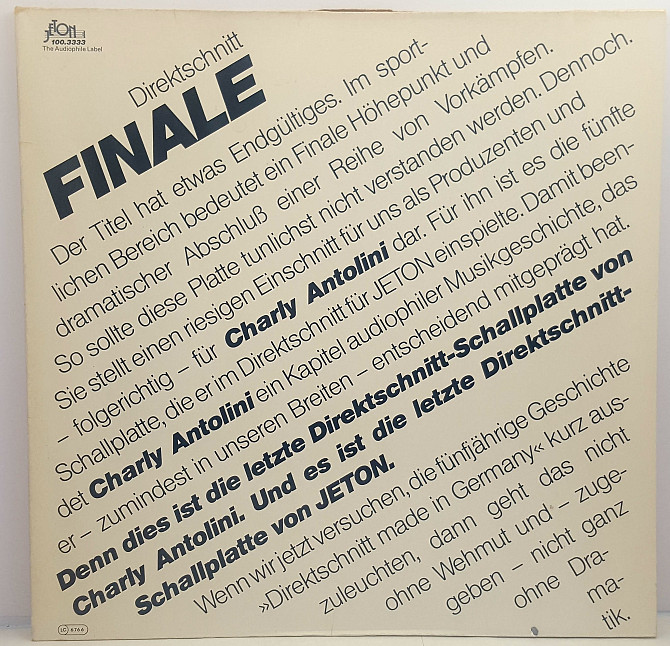 JETON
100.3333
The Audiophile Label
Direktschnitt
FINALE
Der Titel hat etwas Endgültiges. Im sport-
lichen Bereich bedeutet ein Finale Höhepunkt und
dramatischer Abschluß einer Reihe von Vorkämpfen.
So sollte diese Platte tunlichst nicht verstanden werden. Dennoch.
Sie stellt einen riesigen Einschnitt für uns als Produzenten und
– folgerichtig – für Charly Antolini dar. Für ihn ist es die fünfte
Schallplatte, die er im Direktschnitt für JETON einspielte. Damit been-
det Charly Antolini ein Kapitel audiophiler Musikgeschichte, das
er – zumindest in unseren Breiten – entscheidend mitgeprägt hat.
Denn dies ist die letzte Direktschnitt-Schallplatte von
Charly Antolini. Und es ist die letzte Direktschnitt-
Schallplatte von JETON.
Wenn wir jetzt versuchen, die fünfjährige Geschichte
»Direktschnitt made in Germany« kurz aus-
zuleuchten, dann geht das nicht
ohne Wehmut und – zuge-
geben – nicht ganz
ohne Dra-
ma-
tik.
LC 6766